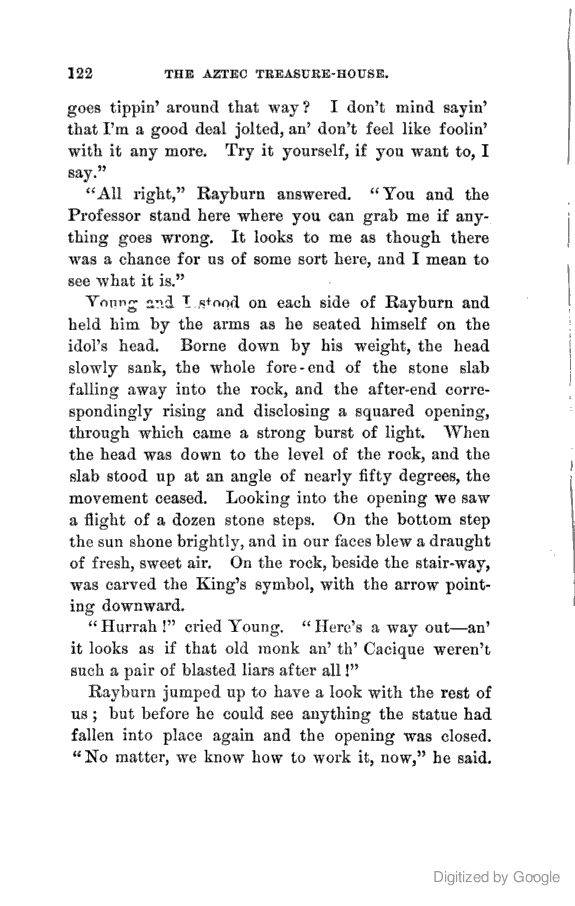 122 THE AZTEC TREASURE-HOUSE.
goes tippin' around that way? I don't mind sayin'
that I'm a good deal jolted, an' don't feel like foolin'
with it any more. Try it yourself, if you want to, I
say."
"All right," Rayburn answered. "You and the
Professor stand here where you can grab me if any-
thing goes wrong. It looks to me as though there
was a chance for us of some sort here, and I mean to
see what it is."
Young and I stood on each side of Rayburn and
held him by the arms as he seated himself on the
idol's head. Borne down by his weight, the head
slowly sank, the whole fore-end of the stone slab
falling away into the rock, and the after-end corre-
spondingly rising and disclosing a squared opening,
through which came a strong burst of light. When
the head was down to the level of the rock, and the
slab stood up at an angle of nearly fifty degrees, the
movement ceased. Looking into the opening we saw
a flight of a dozen stone steps. On the bottom step
the sun shone brightly, and in our faces blew a draught
of fresh, sweet air. On the rock, beside the stair-way,
was carved the King's symbol, with the arrow point-
ing downward.
"Hurrah!" cried Young. "Here's a way out—an'
it looks as if that old monk an' th' Cacique weren't
such a pair of blasted liars after all!"
Rayburn jumped up to have a look with the rest of
us; but before he could see anything the statue had
fallen into place again and the opening was closed.
"No matter, we know how to work it, now," he said.
Digitized by Google